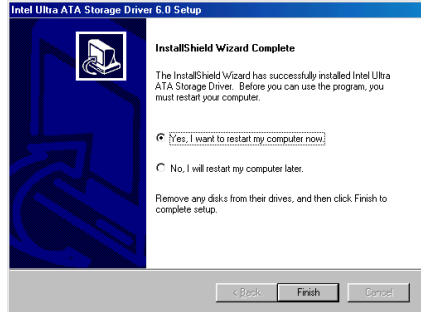 Intel Ultra ATA Storage Driver 6.0 Setup
InstallShield Wizard Complete
The InstallShield Wizard has successfully installed Intel Ultra
ATA Storage Driver. Before you can use the program, you
must restart your computer.
Yes, I want to restart my computer now.
No, I will restart my computer later.
Remove any disks from their drives, and then click Finish to
complete setup.
< Back Finish Cancel